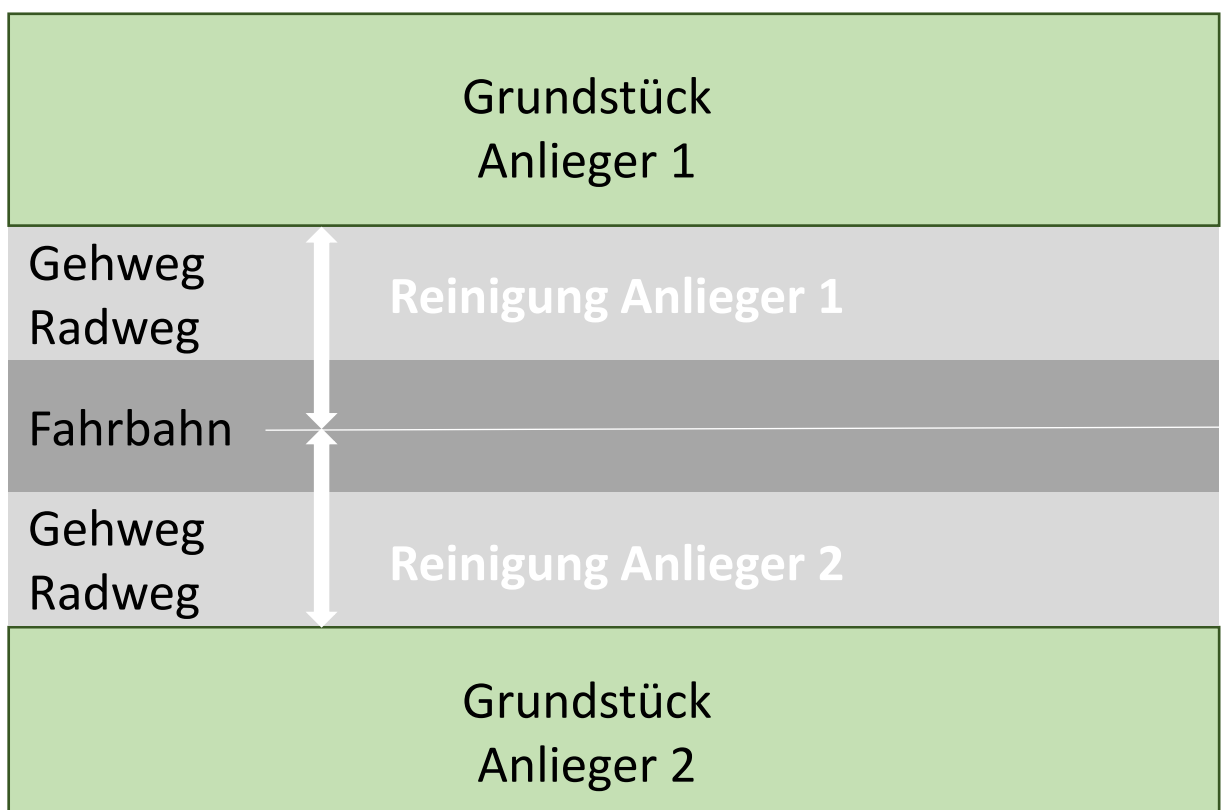 Grundstück
Anlieger 1
Gehweg
Radweg
Reinigung Anlieger 1
Fahrbahn
Gehweg
Radweg
Reinigung Anlieger 2
Grundstück
Anlieger 2